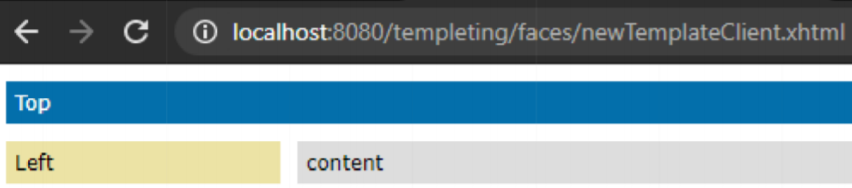 localhost:8080/templeting/faces/newTemplateClient.xhtml
Top
Left
content